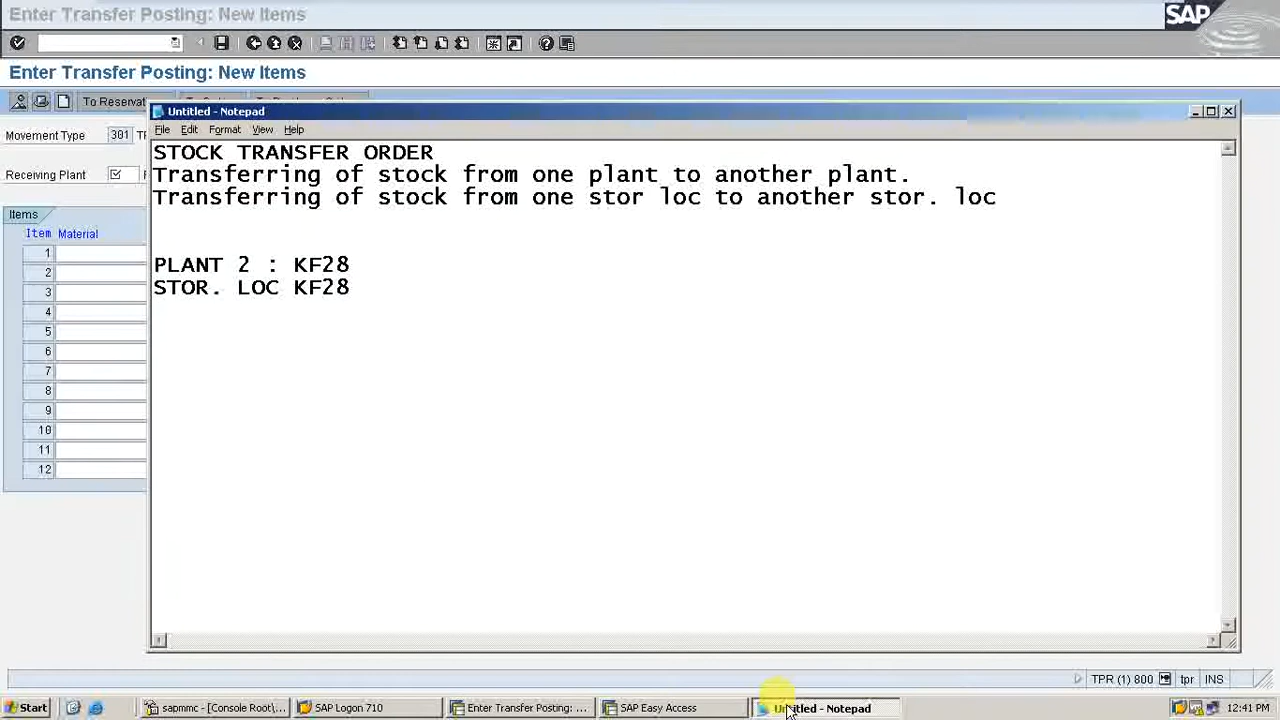 Enter Transfer Posting: New Items
SAP
Enter Transfer Posting: New Items
To Reserva
Movement Type 301
Receiving Plant
Items
Item Material
1
2
3
4
5
6
7
8
9
10
11
12
Untitled - Notepad
File Edit Format View Help
STOCK TRANSFER ORDER
Transferring of stock from one plant to another plant.
Transferring of stock from one stor loc to another stor. loc
PLANT 2 : KF28
STOR. LOC KF28
TPR (1) 800 tpr INS
Start sapmmc - [Console Root\... SAP Logon 710 Enter Transfer Posting: ... SAP Easy Access Untitled - Notepad 12:41 PM